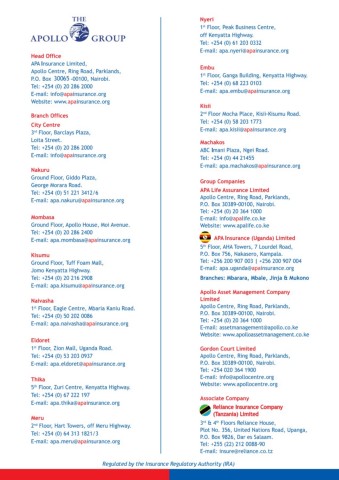 THE
APOLLO GROUP
Head Office
APA Insurance Limited,
Apollo Centre, Ring Road, Parklands,
P.O. Box 30065 -00100, Nairobi.
Tel: +254 (0) 20 286 2000
E-mail: info@apainsurance.org
Website: www.apainsurance.org
Branch Offices
City Centre
3rd Floor, Barclays Plaza,
Loita Street.
Tel: +254 (0) 20 286 2000
E-mail: info@apainsurance.org
Nakuru
Ground Floor, Giddo Plaza,
George Morara Road.
Tel: +254 (0) 51 221 3412/6
E-mail: apa.nakuru@apainsurance.org
Mombasa
Ground Floor, Apollo House, Moi Avenue.
Tel: +254 (0) 20 286 2400
E-mail: apa.mombasa@apainsurance.org
Kisumu
Ground Floor, Tuff Foam Mall,
Jomo Kenyatta Highway.
Tel: +254 (0) 20 216 2908
E-mail: apa.kisumu@apainsurance.org
Naivasha
1st Floor, Eagle Centre, Mbaria Kaniu Road.
Tel: +254 (0) 50 202 0086
E-mail: apa.naivasha@apainsurance.org
Eldoret
1st Floor, Zion Mall, Uganda Road.
Tel: +254 (0) 53 203 0937
E-mail: apa.eldoret@apainsurance.org
Thika
5th Floor, Zuri Centre, Kenyatta Highway.
Tel: +254 (0) 67 222 197
E-mail: apa.thika@apainsurance.org
Meru
2nd Floor, Hart Towers, off Meru Highway.
Tel: +254 (0) 64 313 1821/3
E-mail: apa.meru@apainsurance.org
Nyeri
1st Floor, Peak Business Centre,
off Kenyatta Highway.
Tel: +254 (0) 61 203 0332
E-mail: apa.nyeri@apainsurance.org
Embu
1st Floor, Ganga Building, Kenyatta Highway.
Tel: +254 (0) 68 223 0103
E-mail: apa.embu@apainsurance.org
Kisii
2nd Floor Mocha Place, Kisii-Kisumu Road.
Tel: +254 (0) 58 203 1773
E-mail: apa.kisii@apainsurance.org
Machakos
ABC Imani Plaza, Ngei Road.
Tel: +254 (0) 44 21455
E-mail: apa.machakos@apainsurance.org
Group Companies
APA Life Assurance Limited
Apollo Centre, Ring Road, Parklands,
P.O. Box 30389-00100, Nairobi.
Tel: +254 (0) 20 364 1000
E-mail: info@apalife.co.ke
Website: www.apalife.co.ke
APA Insurance (Uganda) Limited
5th Floor, AHA Towers, 7 Lourdel Road,
P.O. Box 756, Nakasero, Kampala.
Tel: +256 200 907 003 | +256 200 907 004
E-mail: apa.uganda@apainsurance.org
Branches: Mbarara, Mbale, Jinja & Mukono
Apollo Asset Management Company
Limited
Apollo Centre, Ring Road, Parklands,
P.O. Box 30389-00100, Nairobi.
Tel: +254 (0) 20 364 1000
E-mail: assetmanagement@apollo.co.ke
Website: www.apolloassetmanagement.co.ke
Gordon Court Limited
Apollo Centre, Ring Road, Parklands,
P.O. Box 30389-00100, Nairobi.
Tel: +254 020 364 1900
E-mail: info@apollocentre.org
Website: www.apollocentre.org
Associate Company
Reliance Insurance Company
(Tanzania) Limited
3rd & 4th Floors Reliance House,
Plot No. 356, United Nations Road, Upanga,
P.O. Box 9826, Dar es Salaam.
Tel: +255 (22) 212 0088-90
E-mail: insure@reliance.co.tz
Regulated by the Insurance Regulatory Authority (IRA)